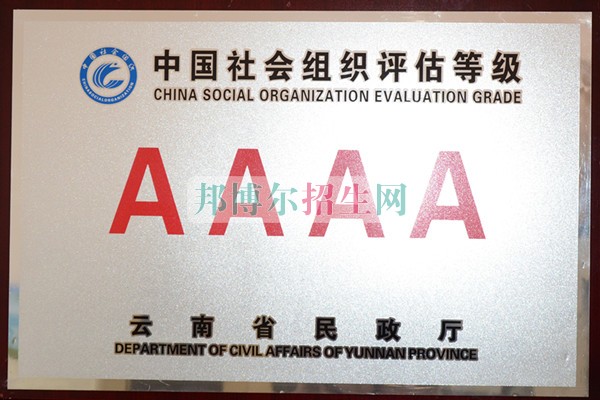 中国社会组织评估等级
CHINA SOCIAL ORGANIZATION EVALUATION GRADE
AAAA
邦博尔招生网
云南省民政厅
DEPARTMENT OF CIVIL AFFAIRS OF YUNNAN PROVINCE